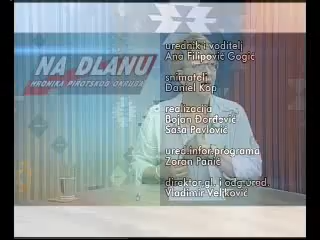 NA DLANU
HRONIKA PIROTSKOG OKRUGA
urednik i voditelj
Ana Filipović Gogić
snimatelj
Daniel Kop
realizacija
Bojan Đorđević
Saša Pavlović
ured.infor.programa
Zoran Panić
direktor,gl. i odg.ured.
Vladimir Veljković